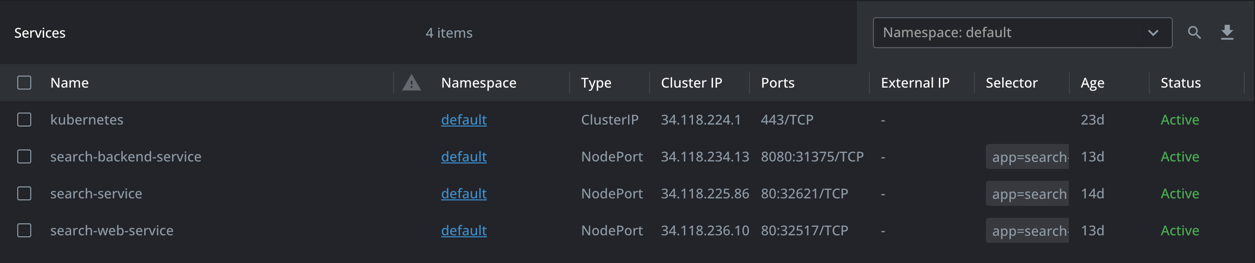 Services 4 items Namespace: default
Name Namespace Type Cluster IP Ports External IP Selector Age Status
kubernetes default ClusterIP 34.118.224.1 443/TCP - 23d Active
search-backend-service default NodePort 34.118.234.13 8080:31375/TCP - app=search- 13d Active
search-service default NodePort 34.118.225.86 80:32621/TCP - app=search 14d Active
search-web-service default NodePort 34.118.236.10 80:32517/TCP - app=search- 13d Active